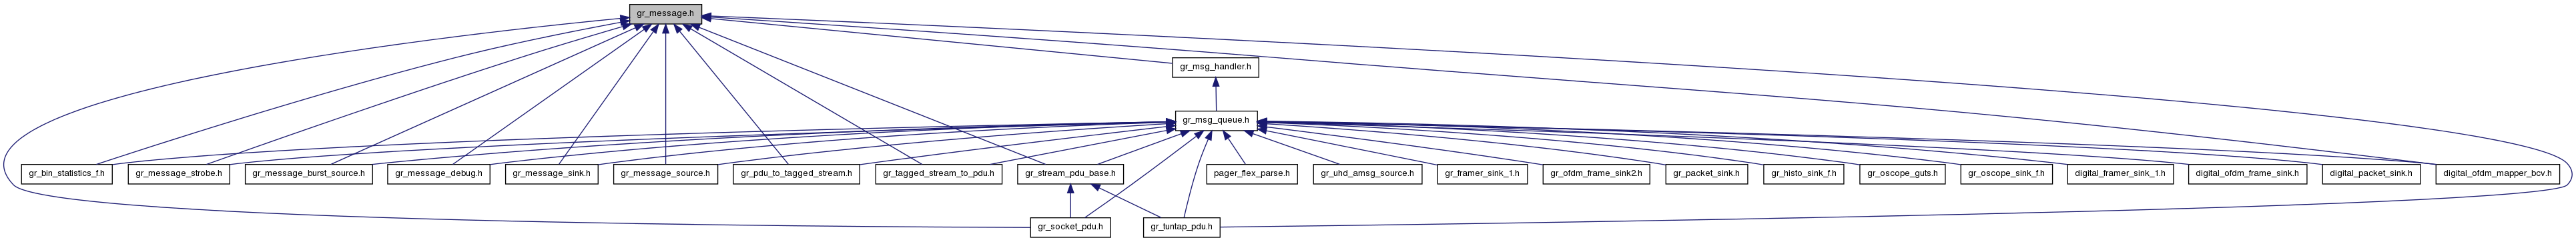 gr_message.h
gr_msg_handler.h
gr_msg_queue.h
gr_bin_statistics_f.h
gr_message_strobe.h
gr_message_burst_source.h
gr_message_debug.h
gr_message_sink.h
gr_message_source.h
gr_pdu_to_tagged_stream.h
gr_tagged_stream_to_pdu.h
gr_stream_pdu_base.h
pager_flex_parse.h
gr_uhd_amsg_source.h
gr_framer_sink_1.h
gr_ofdm_frame_sink2.h
gr_packet_sink.h
gr_histo_sink_f.h
gr_oscope_guts.h
gr_oscope_sink_f.h
digital_framer_sink_1.h
digital_ofdm_frame_sink.h
digital_packet_sink.h
digital_ofdm_mapper_bcv.h
gr_socket_pdu.h
gr_tuntap_pdu.h